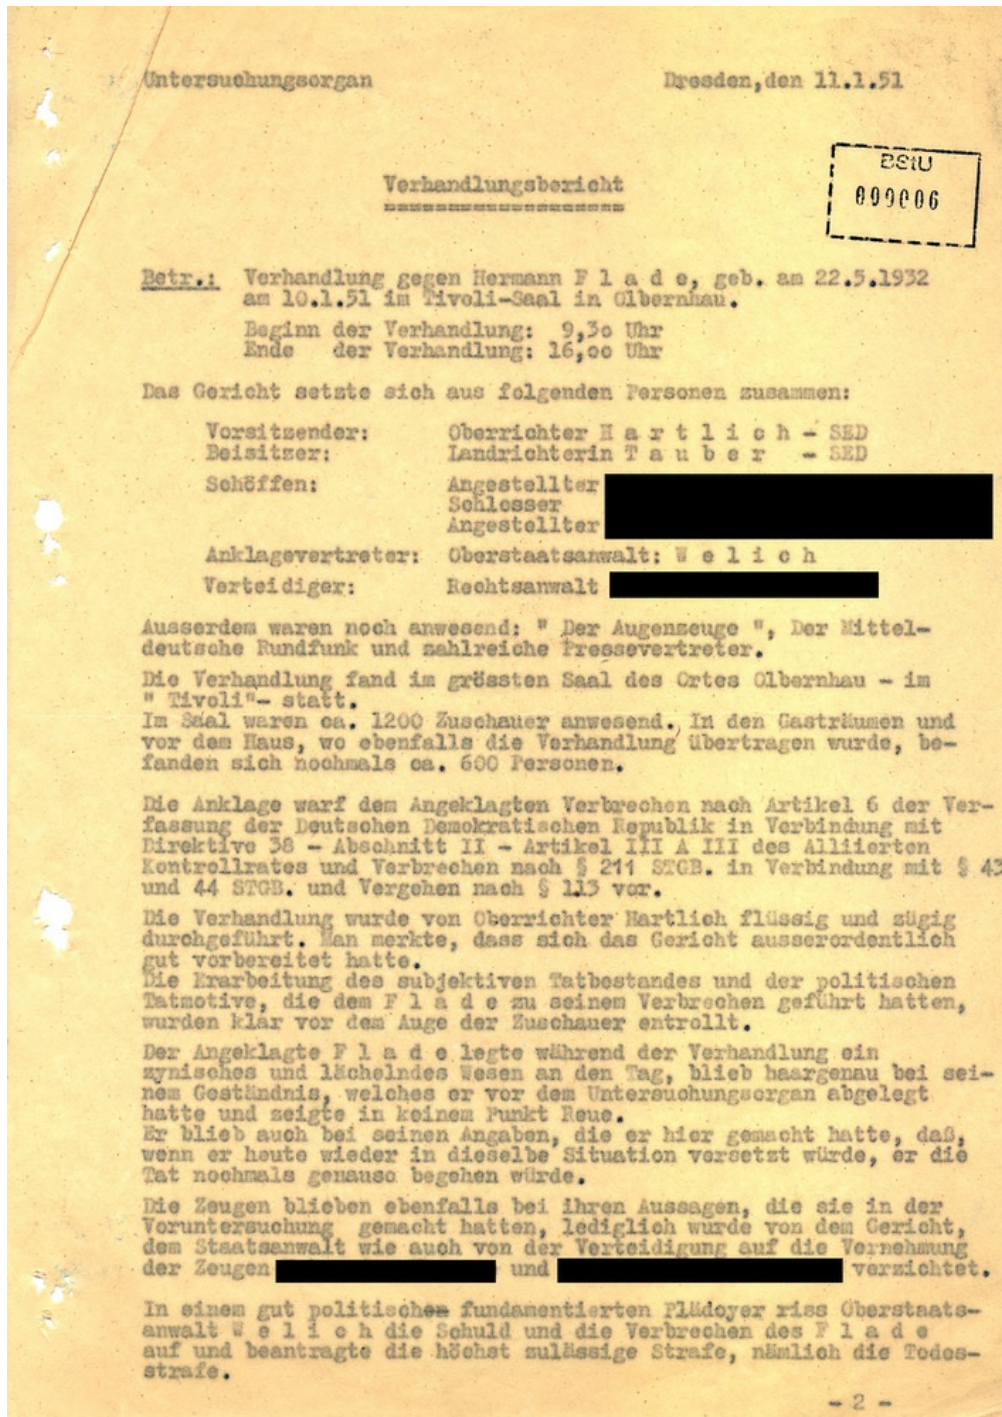 Untersuchungsorgan Dresden,den 11.1.51
BStU
000006
Verhandlungsbericht
===================
Betr.: Verhandlung gegen Hermann F l a d e, geb. am 22.5.1932
am 10.1.51 im Tivoli-Saal in Olbernhau.
Beginn der Verhandlung: 9,3o Uhr
Ende der Verhandlung: 16,oo Uhr
Das Gericht setzte sich aus folgenden Personen zusammen:
Vorsitzender: Oberrichter H a r t l i c h - SED
Beisitzer: Landrichterin T a u b e r - SED
Schöffen: Angestellter
Schlosser
Angestellter
Anklagevertreter: Oberstaatsanwalt: W e l i c h
Verteidiger: Rechtsanwalt
Ausserdem waren noch anwesend: " Der Augenzeuge ", Der Mittel-
deutsche Rundfunk und zahlreiche Pressevertreter.
Die Verhandlung fand im grössten Saal des Ortes Olbernhau - im
" Tivoli"- statt.
Im Saal waren ca. 1200 Zuschauer anwesend. In den Gasträumen und
vor dem Haus, wo ebenfalls die Verhandlung übertragen wurde, be-
fanden sich nochmals ca. 600 Personen.
Die Anklage warf dem Angeklagten Verbrechen nach Artikel 6 der Ver-
fassung der Deutschen Demokratischen Republik in Verbindung mit
Direktive 38 - Abschnitt II - Artikel III A III des Alliierten
Kontrollrates und Verbrechen nach § 211 STGB. in Verbindung mit § 43
und 44 STGB. und Vergehen nach § 113 vor.
Die Verhandlung wurde von Oberrichter Hartlich flüssig und zügig
durchgeführt. Man merkte, dass sich das Gericht ausserordentlich
gut vorbereitet hatte.
Die Erarbeitung des subjektiven Tatbestandes und der politischen
Tatmotive, die dem F l a d e zu seinem Verbrechen geführt hatten,
wurden klar vor dem Auge der Zuschauer entrollt.
Der Angeklagte F l a d e legte während der Verhandlung ein
zynisches und lächelndes Wesen an den Tag, blieb haargenau bei sei-
nem Geständnis, welches er vor dem Untersuchungsorgan abgelegt
hatte und zeigte in keinem Punkt Reue.
Er blieb auch bei seinen Angaben, die er hier gemacht hatte, daß,
wenn er heute wieder in dieselbe Situation versetzt würde, er die
Tat nochmals genauso begehen würde.
Die Zeugen blieben ebenfalls bei ihren Aussagen, die sie in der
Voruntersuchung gemacht hatten, lediglich wurde von dem Gericht,
dem Staatsanwalt wie auch von der Verteidigung auf die Vernehmung
der Zeugen und verzichtet.
In einem gut politischen fundamentierten Plädoyer riss Oberstaats-
anwalt W e l i c h die Schuld und die Verbrechen des F l a d e
auf und beantragte die höchst zulässige Strafe, nämlich die Todes-
strafe.
- 2 -